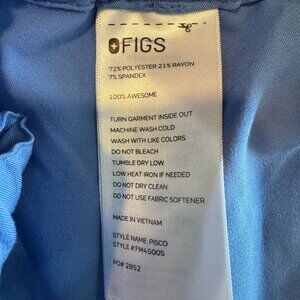 FIGS
72% POLYESTER 21% RAYON
7% SPANDEX
100% AWESOME
TURN GARMENT INSIDE OUT
MACHINE WASH COLD
WASH WITH LIKE COLORS
DO NOT BLEACH
TUMBLE DRY LOW
LOW HEAT IRON IF NEEDED
DO NOT DRY CLEAN
DO NOT USE FABRIC SOFTENER
MADE IN VIETNAM
STYLE NAME: PISCO
STYLE # FM4500S
PO# 2852